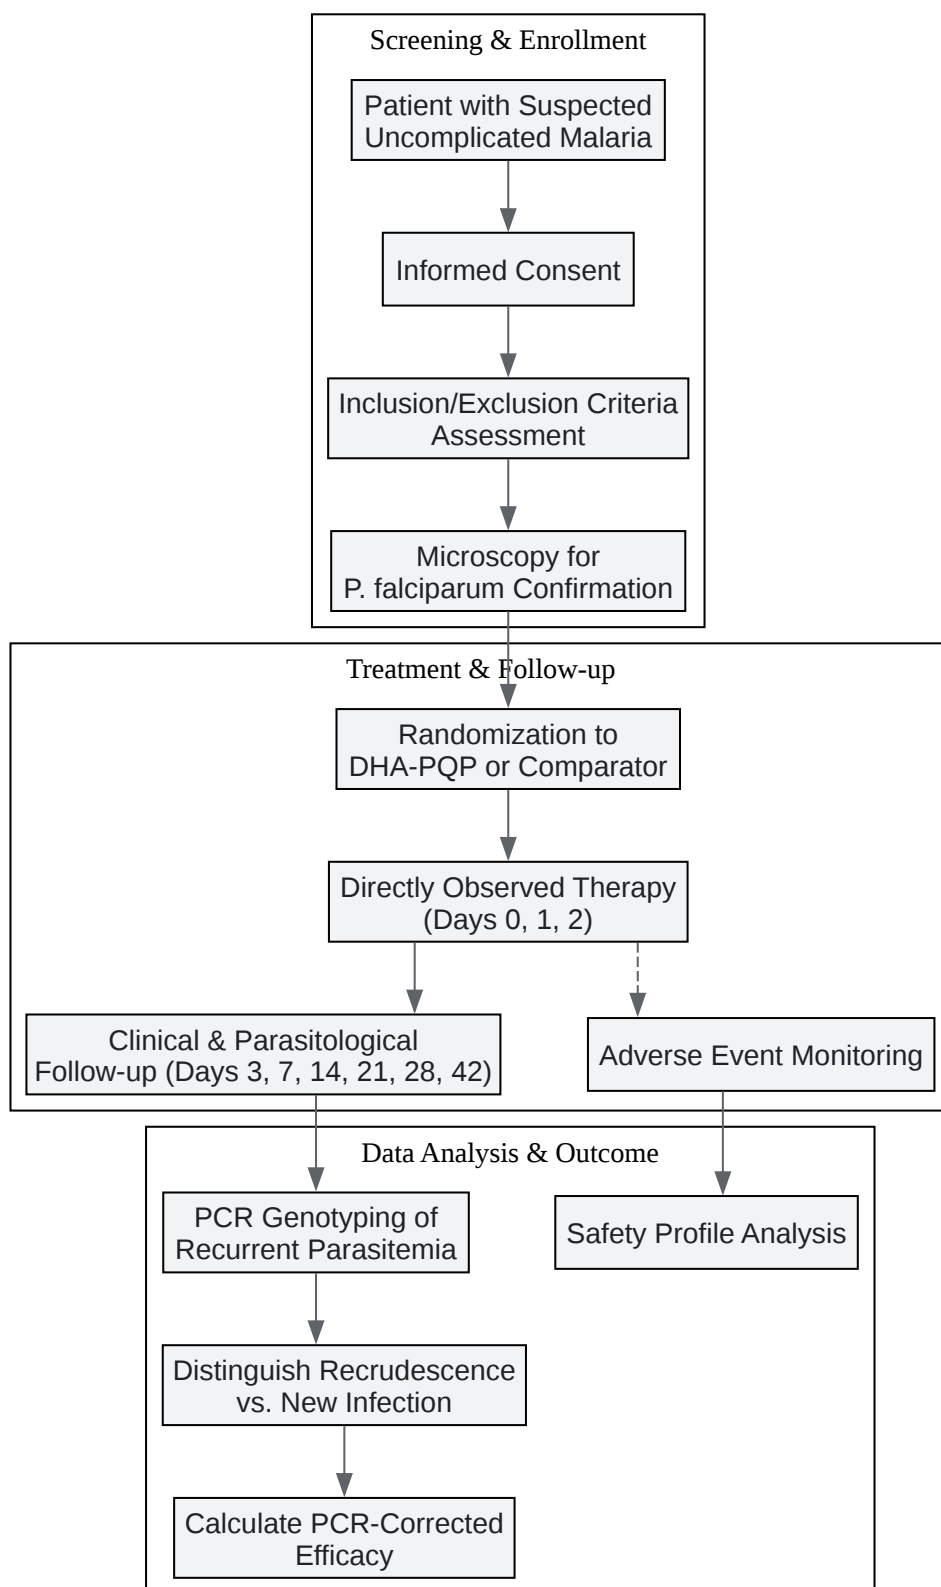 Screening & Enrollment
Patient with Suspected
Uncomplicated Malaria
Informed Consent
Inclusion/Exclusion Criteria
Assessment
Microscopy for
P. falciparum Confirmation
Treatment & Follow-up
Randomization to
DHA-PQP or Comparator
Directly Observed Therapy
(Days 0, 1, 2)
Clinical & Parasitological
Follow-up (Days 3, 7, 14, 21, 28, 42)
Adverse Event Monitoring
Data Analysis & Outcome
PCR Genotyping of
Recurrent Parasitemia
Safety Profile Analysis
Distinguish Recrudescence
vs. New Infection
Calculate PCR-Corrected
Efficacy